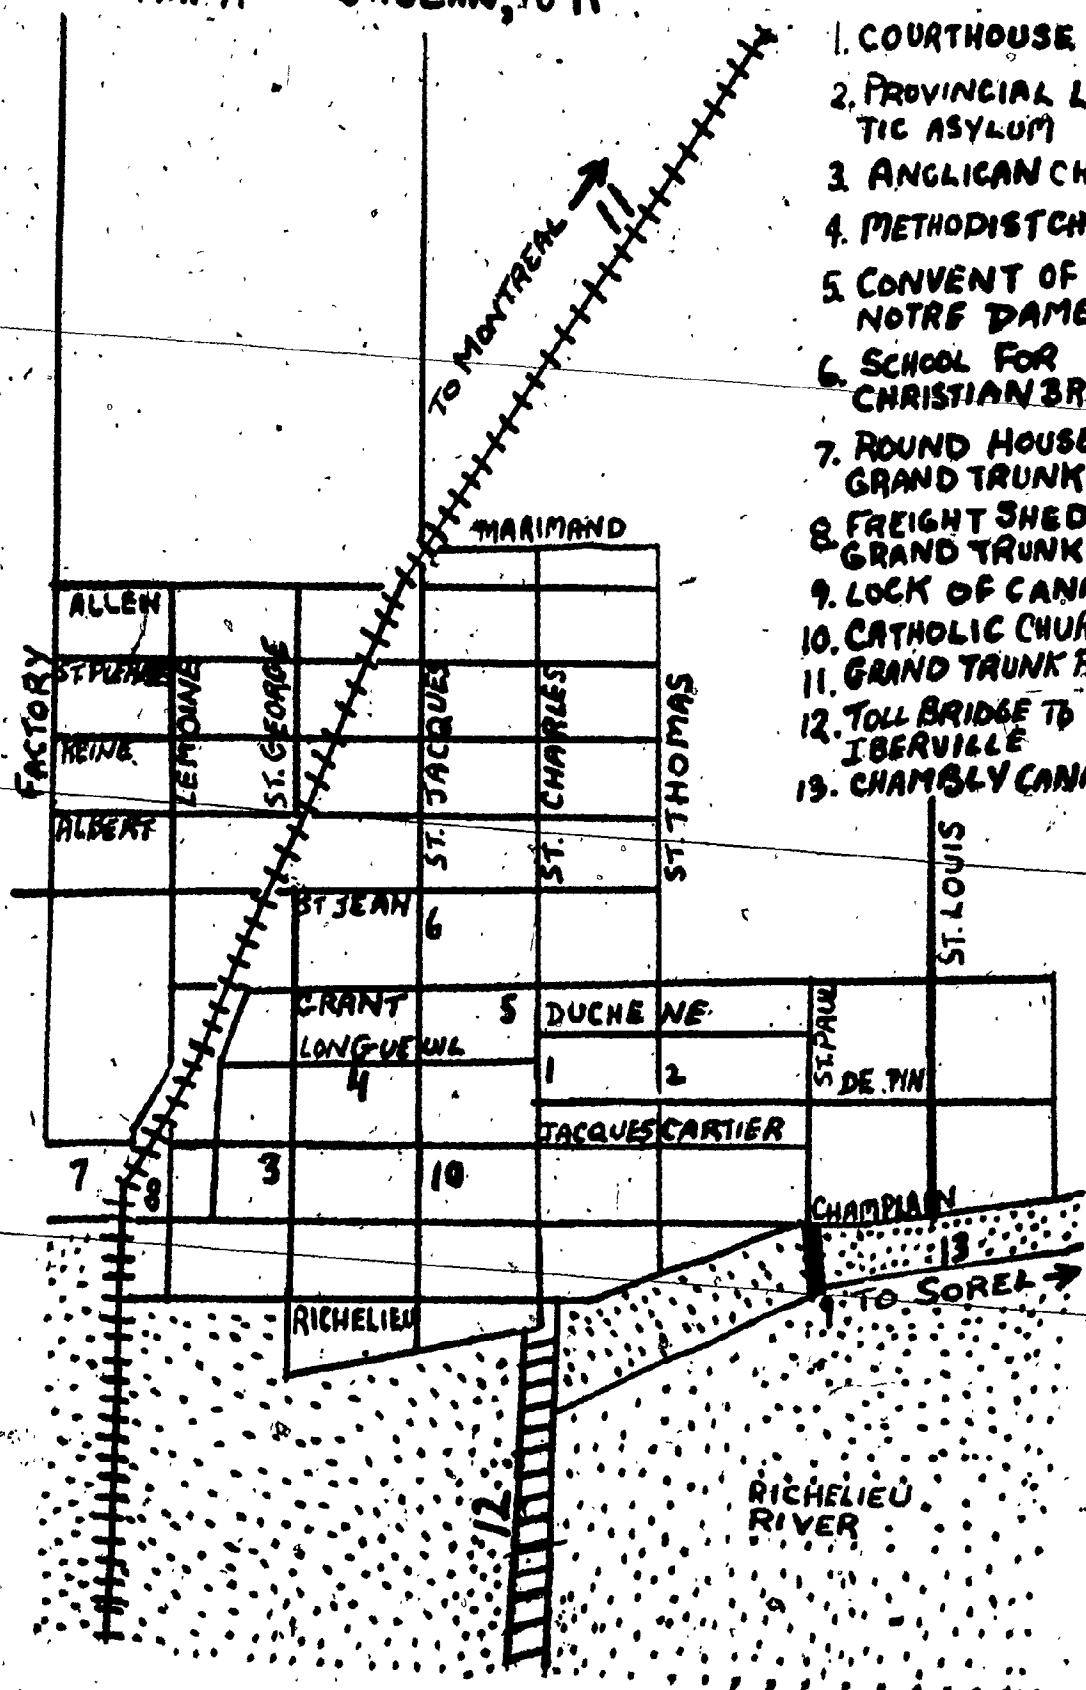 1. COURTHOUSE
2. PROVINCIAL L
TIC ASYLUM
3. ANGLICAN CH
4. METHODIST CH
5. CONVENT OF
NOTRE DAME
6. SCHOOL FOR
CHRISTIAN BR
7. ROUND HOUSE
GRAND TRUNK
8. FREIGHT SHED
GRAND TRUNK
9. LOCK OF CAN
10. CATHOLIC CHUR
11. GRAND TRUNK
12. TOLL BRIDGE TO
IBERVILLE
13. CHAMBLY CAN
11
TO MONTREAL
MARIMAND
ALLEN
FACTORY
LEMOINE
ST. GEORGE
ST. JACQUES
ST. CHARLES
ST. THOMAS
KEINE
ALBERT
ST. LOUIS
ST JEAN
6
GRANT
5
DUCHE NE
ST. PAUL
4
1
2
DE PIN
JACQUES CARTIER
7
8
3
10
CHAMPLAIN
13
9
TO SOREL
RICHELIEU
12
RICHELIEU
RIVER